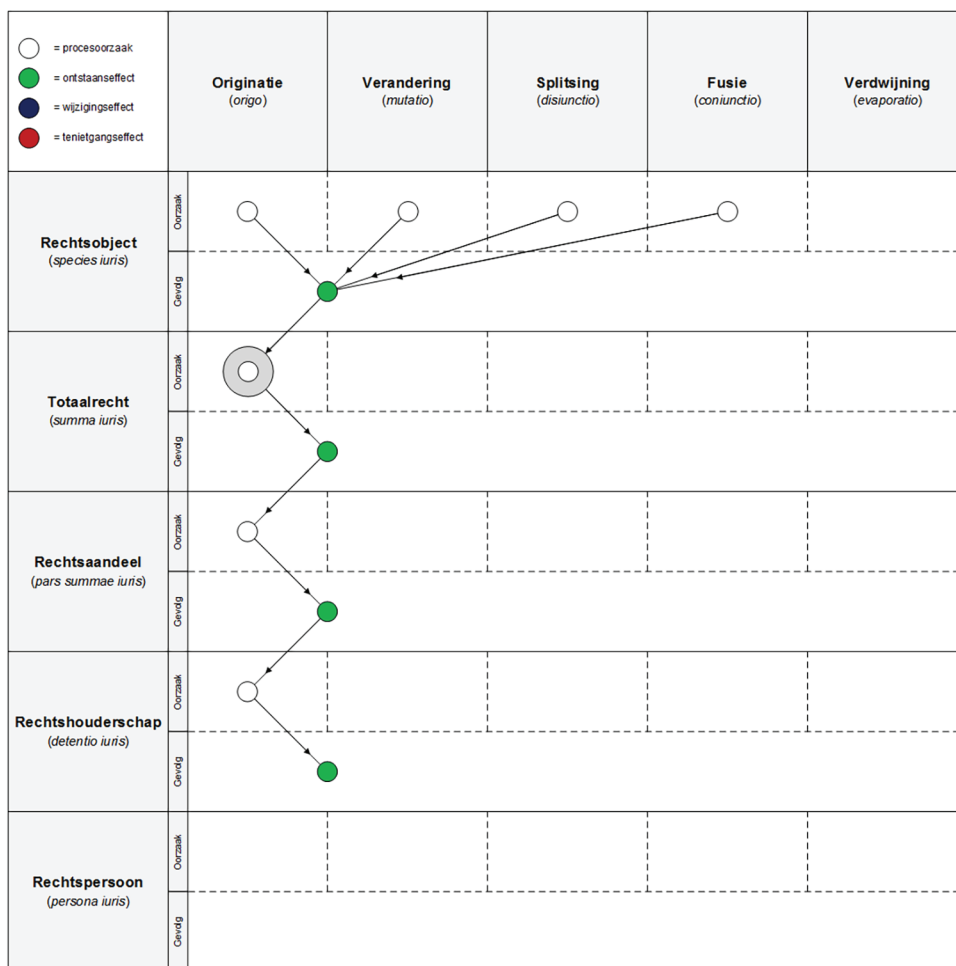 = procesoorzaak
= ontstaanseffect
= wijzigingseffect
= tenietgangseffect
Originatie
(origo)
Verandering
(mutatio)
Splitsing
(disiunctio)
Fusie
(coniunctio)
Verdwijning
(evaporatio)
Rechtsobject
(species iuris)
Oorzaak
Gevolg
Totaalrecht
(summa iuris)
Oorzaak
Gevolg
Rechtsaandeel
(pars summae iuris)
Oorzaak
Gevolg
Rechtshouderschap
(detentio iuris)
Oorzaak
Gevolg
Rechtspersoon
(persona iuris)
Oorzaak
Gevolg